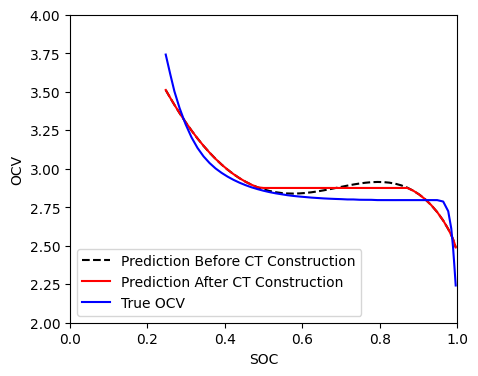 4.00
3.75
3.50
3.25
3.00
2.75
2.50
2.25
2.00
OCV
Prediction Before CT Construction
Prediction After CT Construction
True OCV
0.0 0.2 0.4 0.6 0.8 1.0
SOC